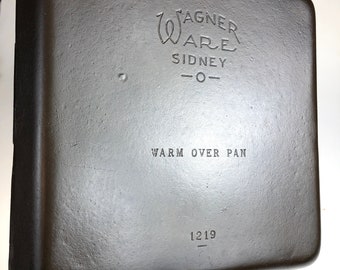 WAGNER
WARE
SIDNEY
-O-
WARM OVER PAN
1219